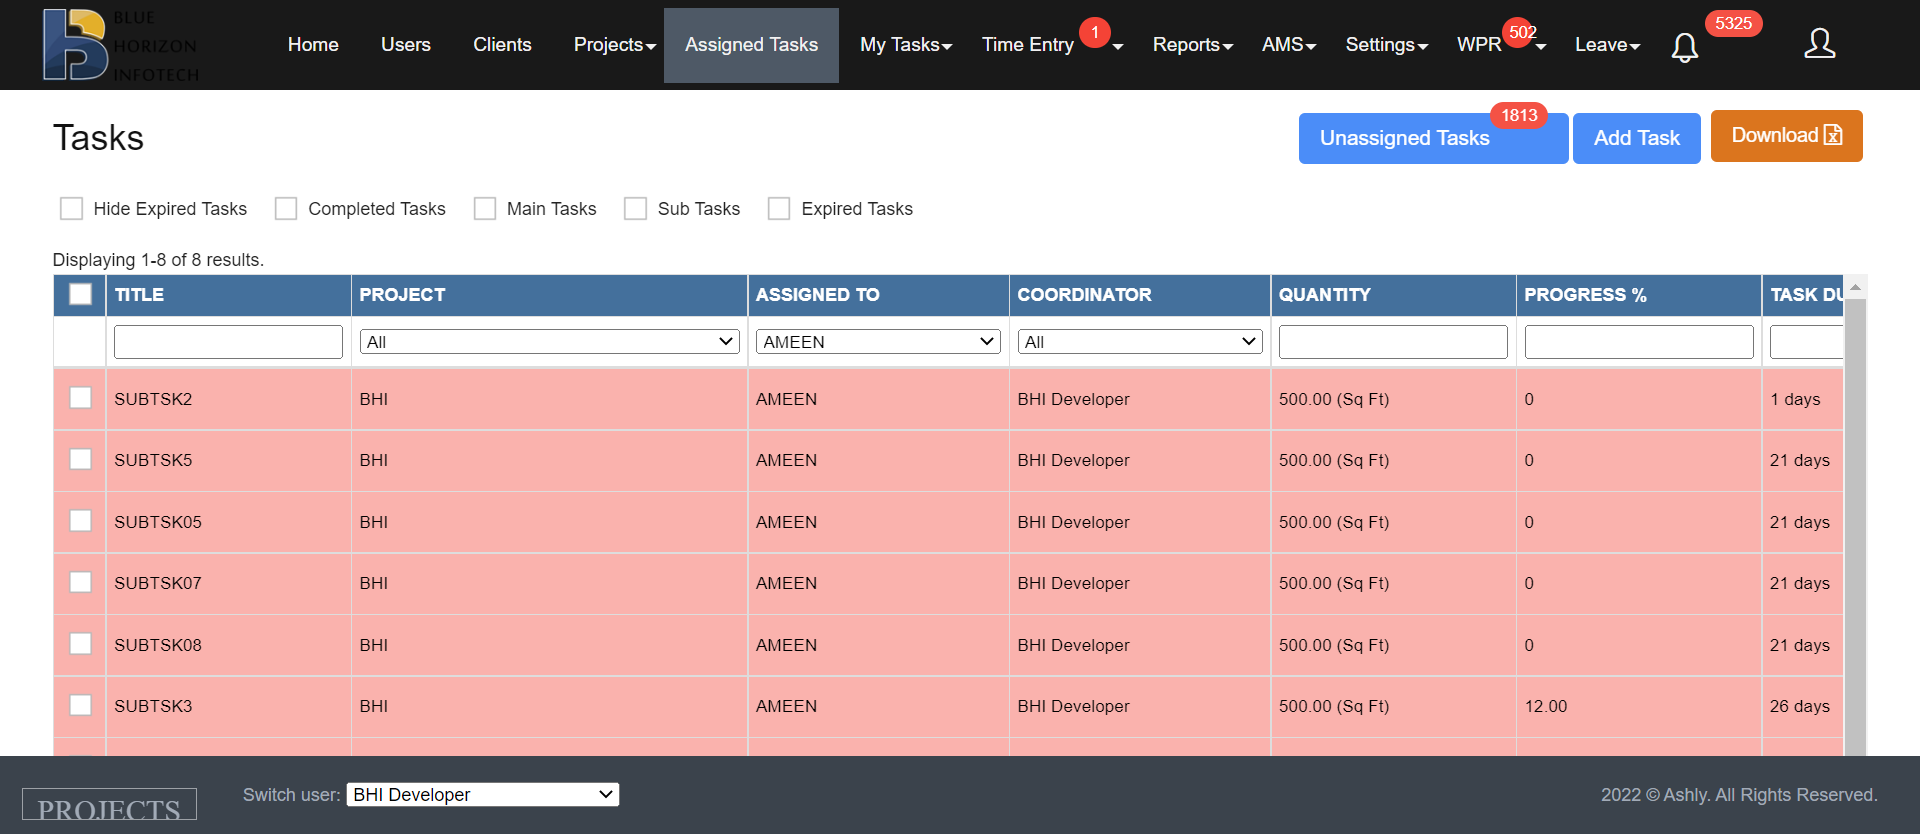 BLUE
HORIZON
INFOTECH
Home Users Clients Projects Assigned Tasks My Tasks Time Entry 1 Reports AMS Settings WPR 502 Leave 5325
Tasks
Unassigned Tasks 1813 Add Task Download
Hide Expired Tasks Completed Tasks Main Tasks Sub Tasks Expired Tasks
Displaying 1-8 of 8 results.
TITLE PROJECT ASSIGNED TO COORDINATOR QUANTITY PROGRESS % TASK DU
All AMEEN All
SUBTSK2 BHI AMEEN BHI Developer 500.00 (Sq Ft) 0 1 days
SUBTSK5 BHI AMEEN BHI Developer 500.00 (Sq Ft) 0 21 days
SUBTSK05 BHI AMEEN BHI Developer 500.00 (Sq Ft) 0 21 days
SUBTSK07 BHI AMEEN BHI Developer 500.00 (Sq Ft) 0 21 days
SUBTSK08 BHI AMEEN BHI Developer 500.00 (Sq Ft) 0 21 days
SUBTSK3 BHI AMEEN BHI Developer 500.00 (Sq Ft) 12.00 26 days
PROJECTS Switch user: BHI Developer 2022 © Ashly. All Rights Reserved.